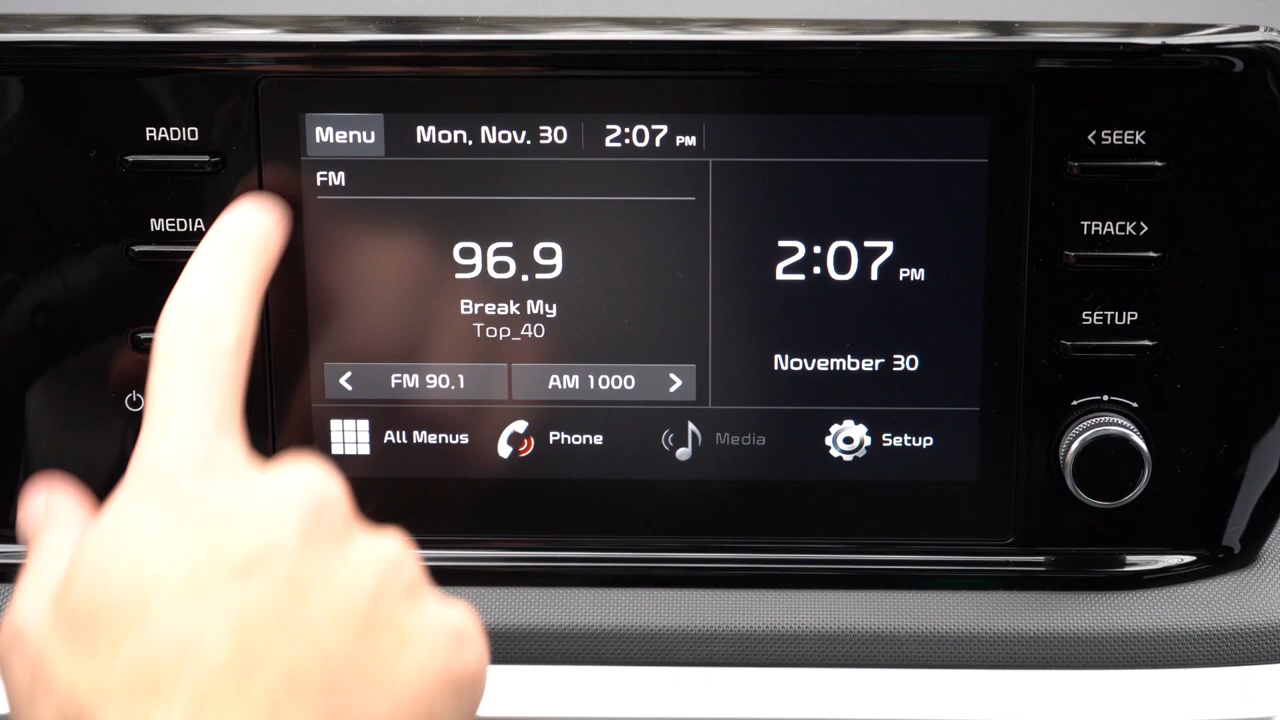 RADIO
MEDIA
Menu
Mon, Nov. 30
2:07 PM
FM
96.9
Break My
Top_40
FM 90.1
AM 1000
2:07 PM
November 30
All Menus
Phone
Media
Setup
< SEEK
TRACK >
SETUP